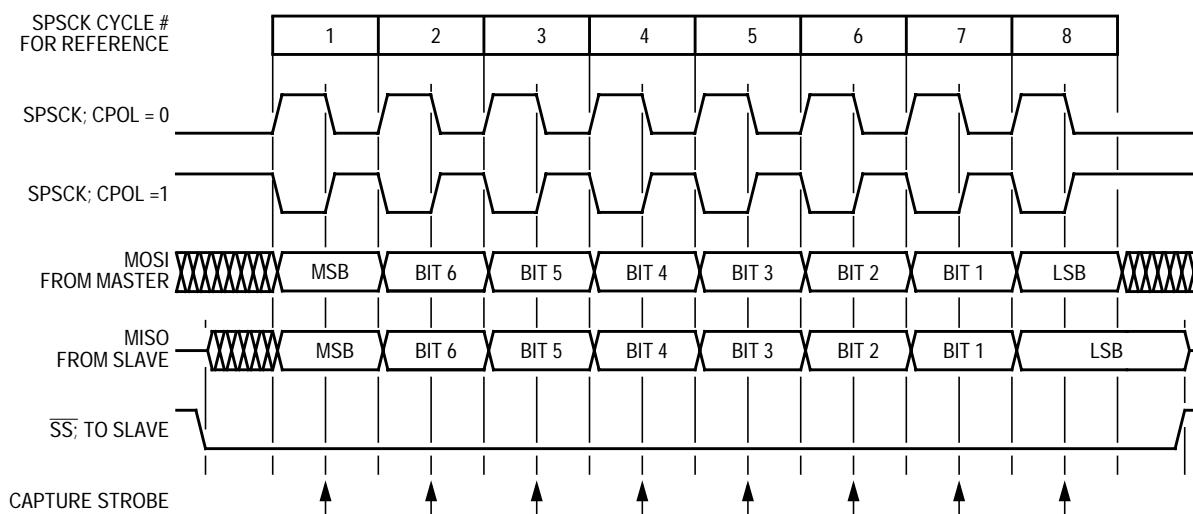 SPSCK CYCLE #
FOR REFERENCE
1 2 3 4 5 6 7 8
SPSCK; CPOL = 0
SPSCK; CPOL =1
MOSI
FROM MASTER
MSB BIT 6 BIT 5 BIT 4 BIT 3 BIT 2 BIT 1 LSB
MISO
FROM SLAVE
MSB BIT 6 BIT 5 BIT 4 BIT 3 BIT 2 BIT 1 LSB
SS; TO SLAVE
CAPTURE STROBE